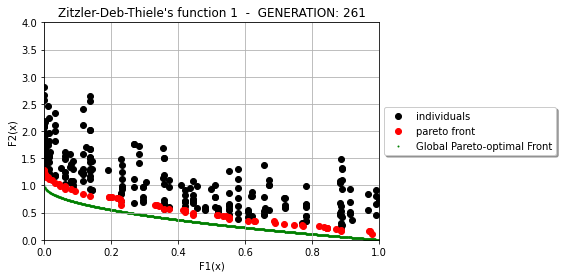 Zitzler-Deb-Thiele's function 1 - GENERATION: 261
4.0
3.5
3.0
2.5
2.0
1.5
1.0
0.5
0.0
F2(x)
0.0 0.2 0.4 0.6 0.8 1.0
F1(x)
individuals
pareto front
Global Pareto-optimal Front